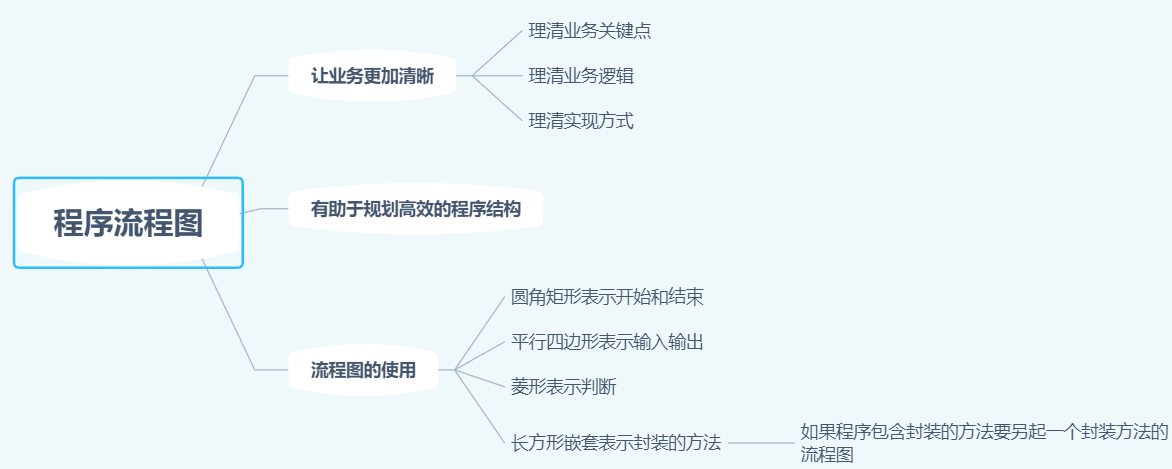 程序流程图
让业务更加清晰
理清业务关键点
理清业务逻辑
理清实现方式
有助于规划高效的程序结构
流程图的使用
圆角矩形表示开始和结束
平行四边形表示输入输出
菱形表示判断
长方形嵌套表示封装的方法
如果程序包含封装的方法要另起一个封装方法的
流程图